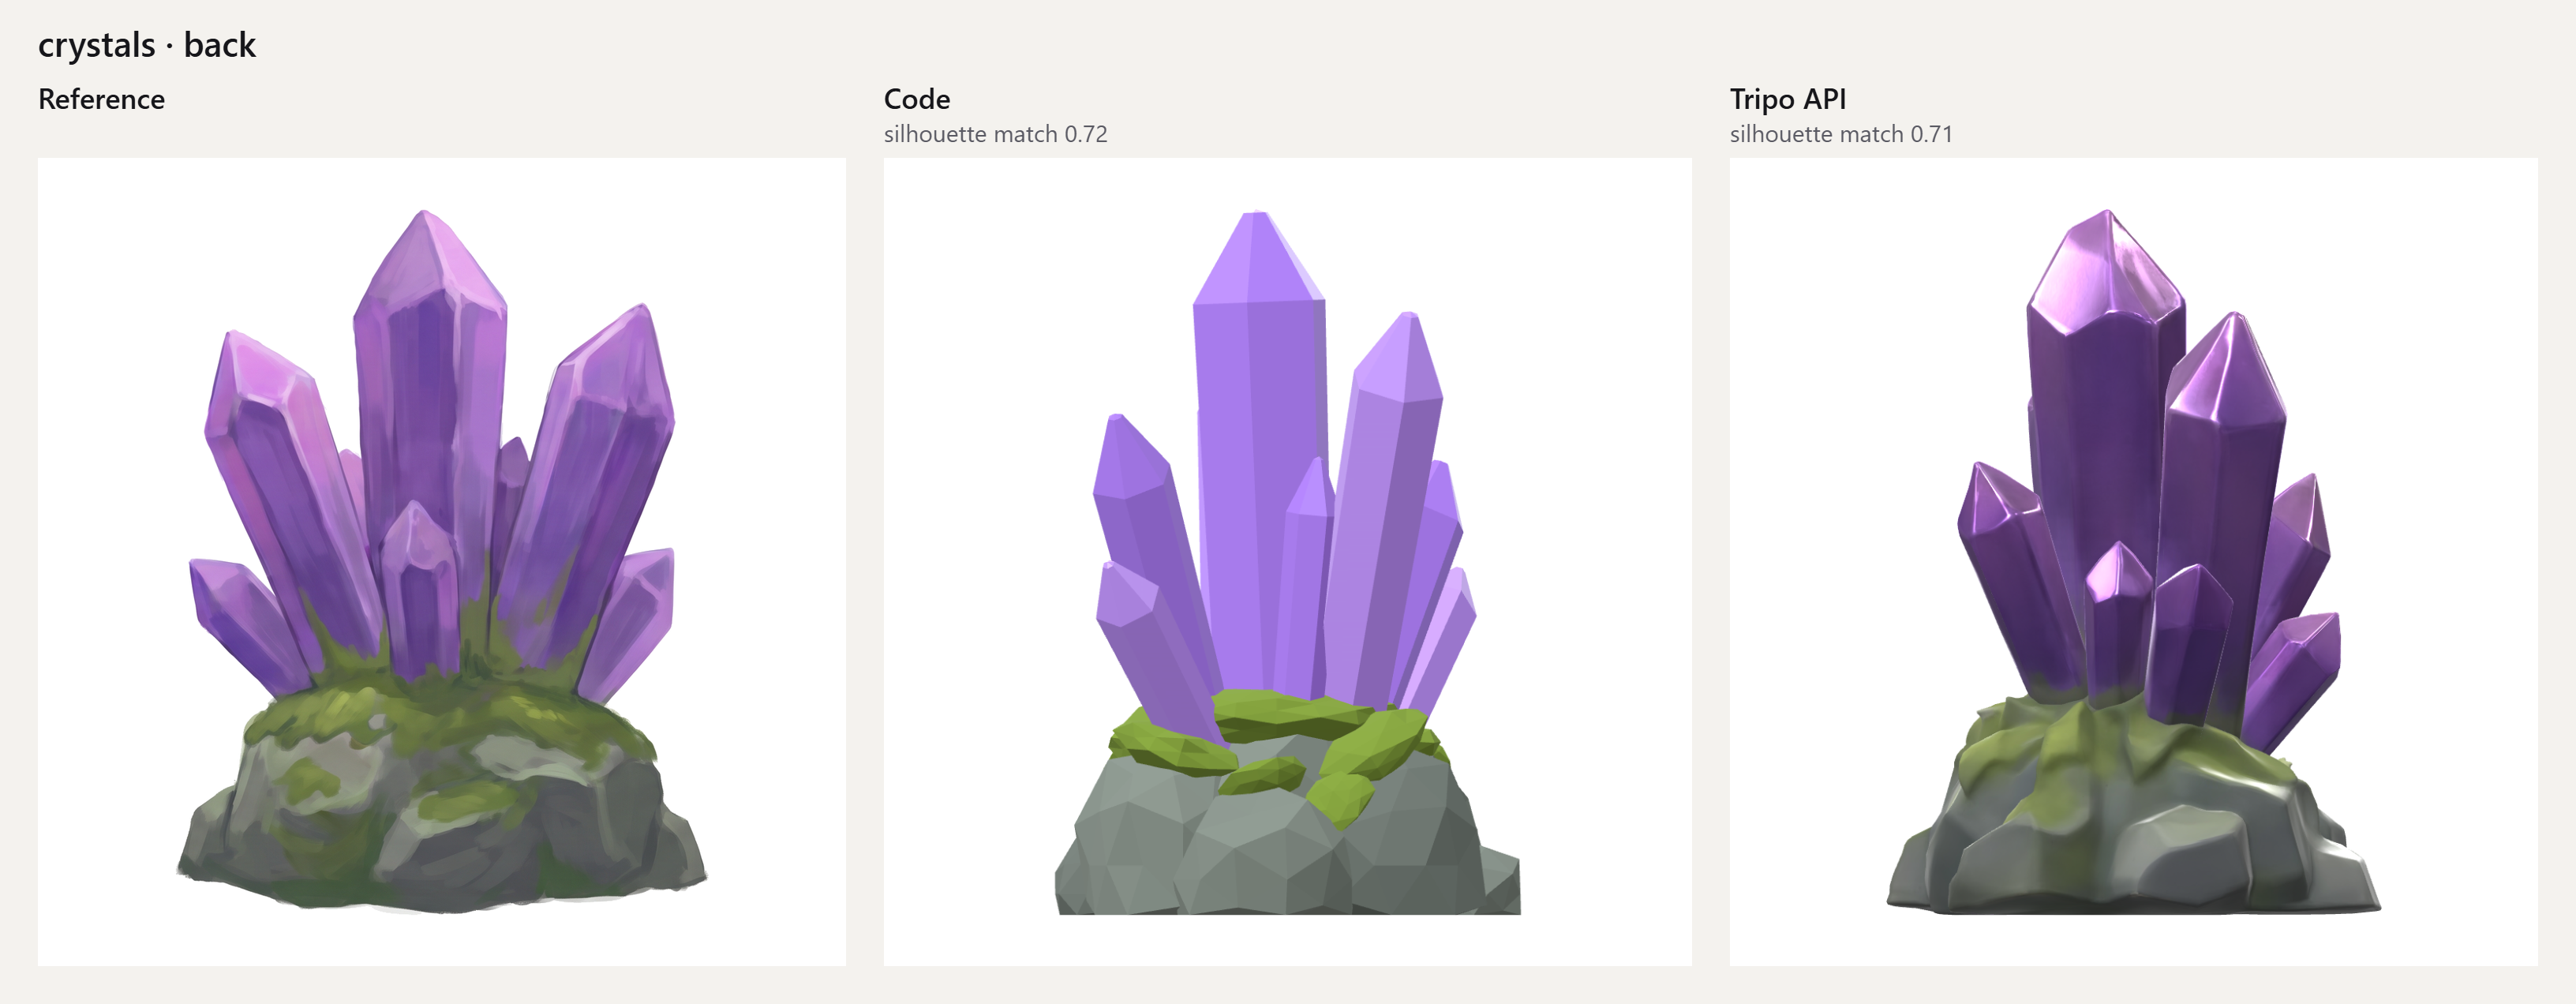 crystals · back
Reference
Code
silhouette match 0.72
Tripo API
silhouette match 0.71